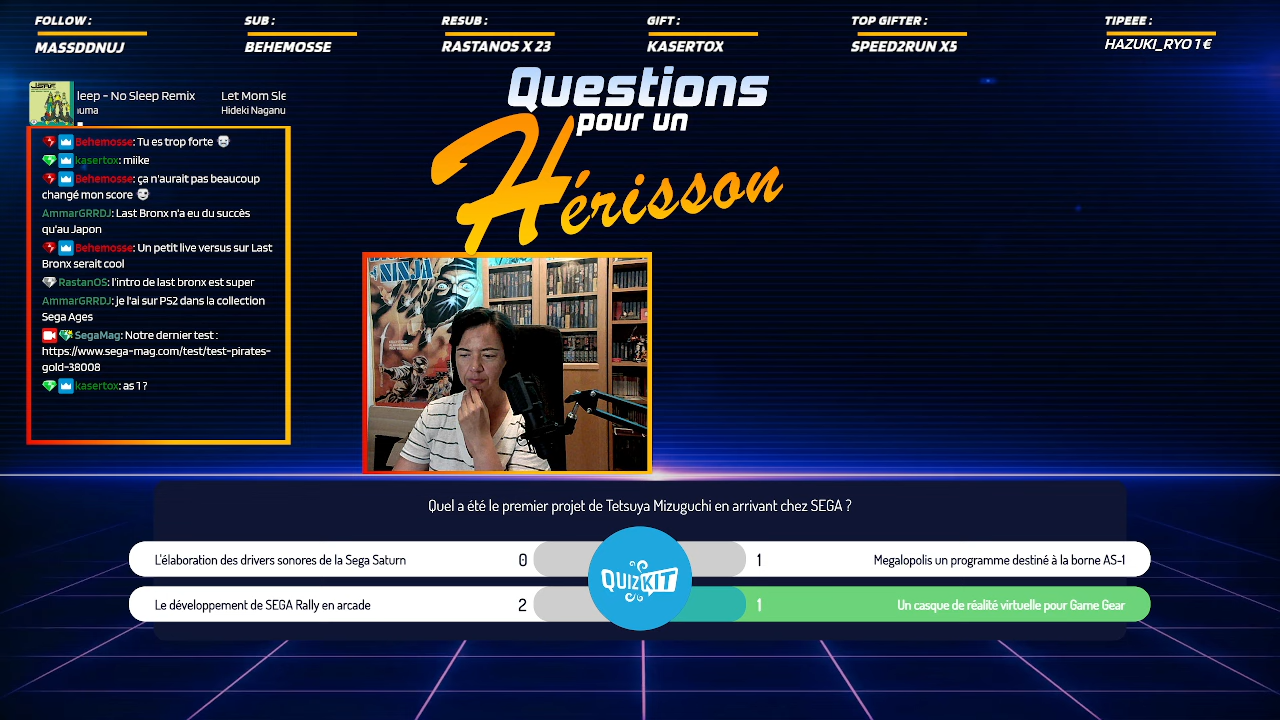 FOLLOW :
MASSDDNUJ
SUB :
BEHEMOSSE
RESUB :
RASTANOS X 23
GIFT :
KASERTOX
TOP GIFTER :
SPEED2RUN X5
TIPEEE :
HAZUKI_RYO 1 €
Questions
pour un
Hérisson
leep - No Sleep Remix
Let Mom Sle
uma
Hideki Naganu
Behemosse: Tu es trop forte
kasertox: miike
Behemosse: ça n'aurait pas beaucoup
changé mon score
AmmarGRRDJ: Last Bronx n'a eu du succès
qu'au Japon
Behemosse: Un petit live versus sur Last
Bronx serait cool
RastanOS: l'intro de last bronx est super
AmmarGRRDJ: je l'ai sur PS2 dans la collection
Sega Ages
SegaMag: Notre dernier test :
https://www.sega-mag.com/test/test-pirates-
gold-38008
kasertox: as 1 ?
NINJA
Quel a été le premier projet de Tetsuya Mizuguchi en arrivant chez SEGA ?
L'élaboration des drivers sonores de la Sega Saturn
0
1
Megalopolis un programme destiné à la borne AS-1
QUIZKIT
Le développement de SEGA Rally en arcade
2
1
Un casque de réalité virtuelle pour Game Gear